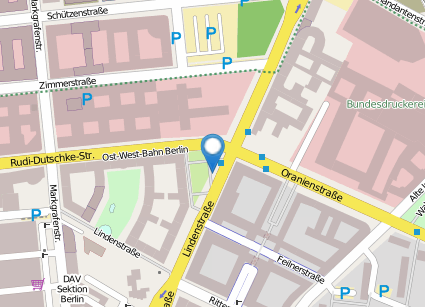 Schützenstraße
Markgrafenstr.
P
P
P
Zimmerstraße
P
P
Bundesdruckerei
Rudi-Dutschke-Str.
Ost-West-Bahn Berlin
Oranienstraße
Markgrafenstr.
P
Lindenstraße
Lindenstraße
Alte
Feilnerstraße
DAV
Sektion
Berlin
P
P
P